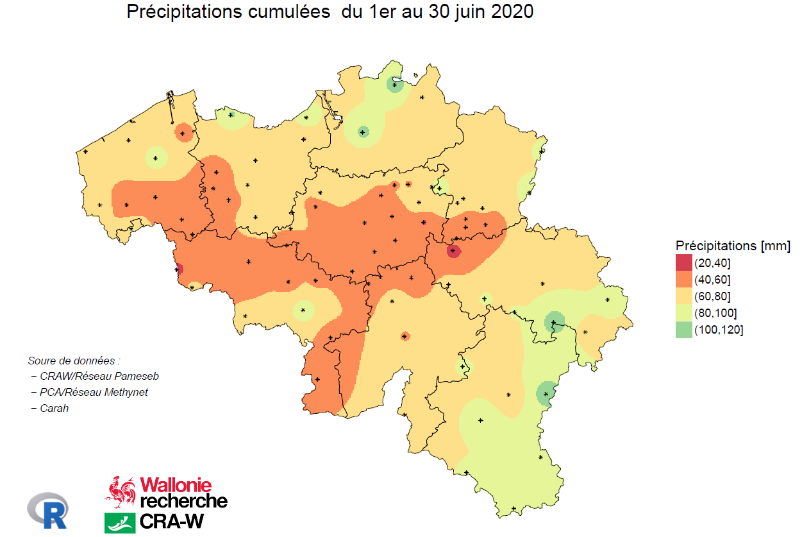 Précipitations cumulées du 1er au 30 juin 2020
Précipitations [mm]
(20,40]
(40,60]
(60,80]
(80,100]
(100,120]
Soure de données :
− CRAW/Réseau Pameseb
− PCA/Réseau Methynet
− Carah
R
Wallonie
recherche
CRA-W